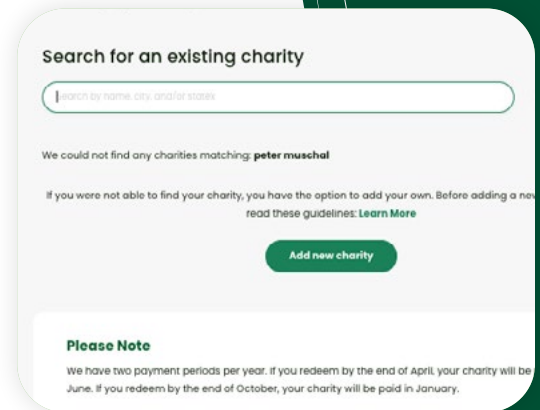 Search for an existing charity
Search by name, city, and/or states
We could not find any charities matching: peter muschal
If you were not able to find your charity, you have the option to add your own. Before adding a new
read these guidelines: Learn More
Add new charity
Please Note
We have two payment periods per year. If you redeem by the end of April, your charity will be
June. If you redeem by the end of October, your charity will be paid in January.